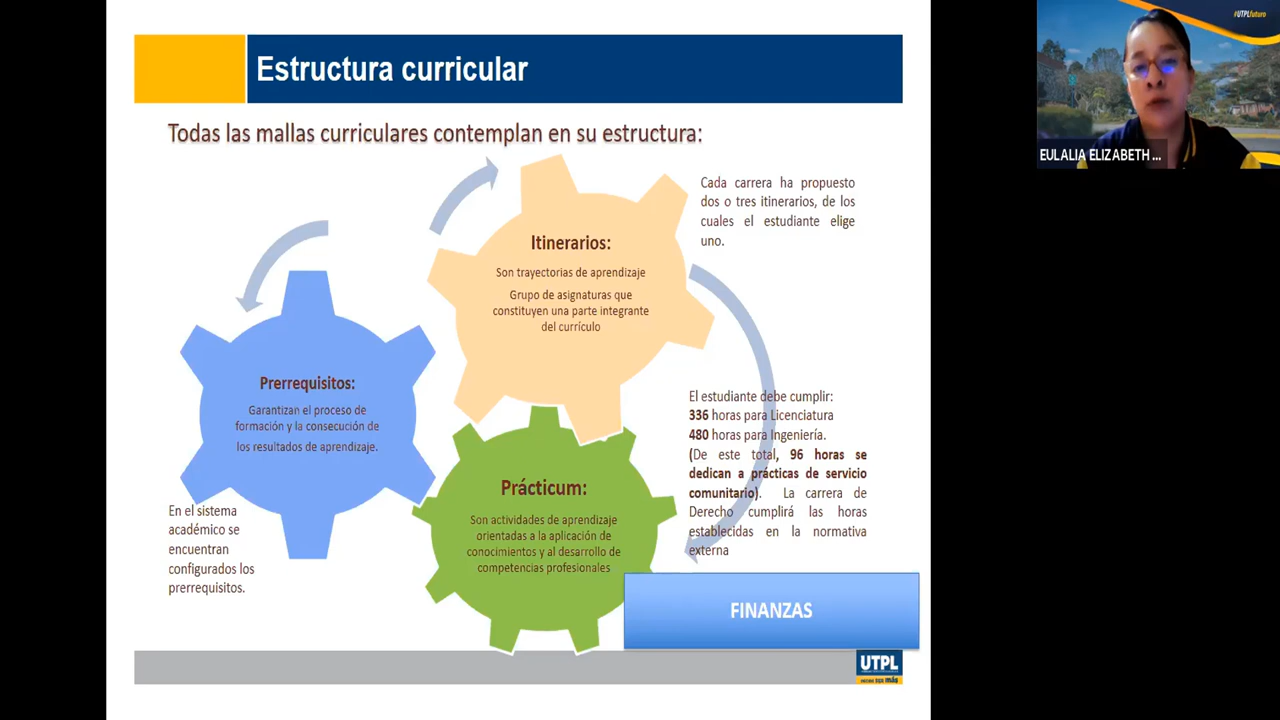 Estructura curricular
Todas las mallas curriculares contemplan en su estructura:
Cada carrera ha propuesto
dos o tres itinerarios, de los
cuales el estudiante elige
uno.
Itinerarios:
Son trayectorias de aprendizaje
Grupo de asignaturas que
constituyen una parte integrante
del currículo
Prerrequisitos:
Garantizan el proceso de
formación y la consecución de
los resultados de aprendizaje.
En el sistema
académico se
encuentran
configurados los
prerrequisitos.
Prácticum:
Son actividades de aprendizaje
orientadas a la aplicación de
conocimientos y al desarrollo de
competencias profesionales
El estudiante debe cumplir:
336 horas para Licenciatura
480 horas para Ingeniería.
(De este total, 96 horas se
dedican a prácticas de servicio
comunitario). La carrera de
Derecho cumplirá las horas
establecidas en la normativa
externa
FINANZAS
UTPL
#UTPLfuturo
EULALIA ELIZABETH ...